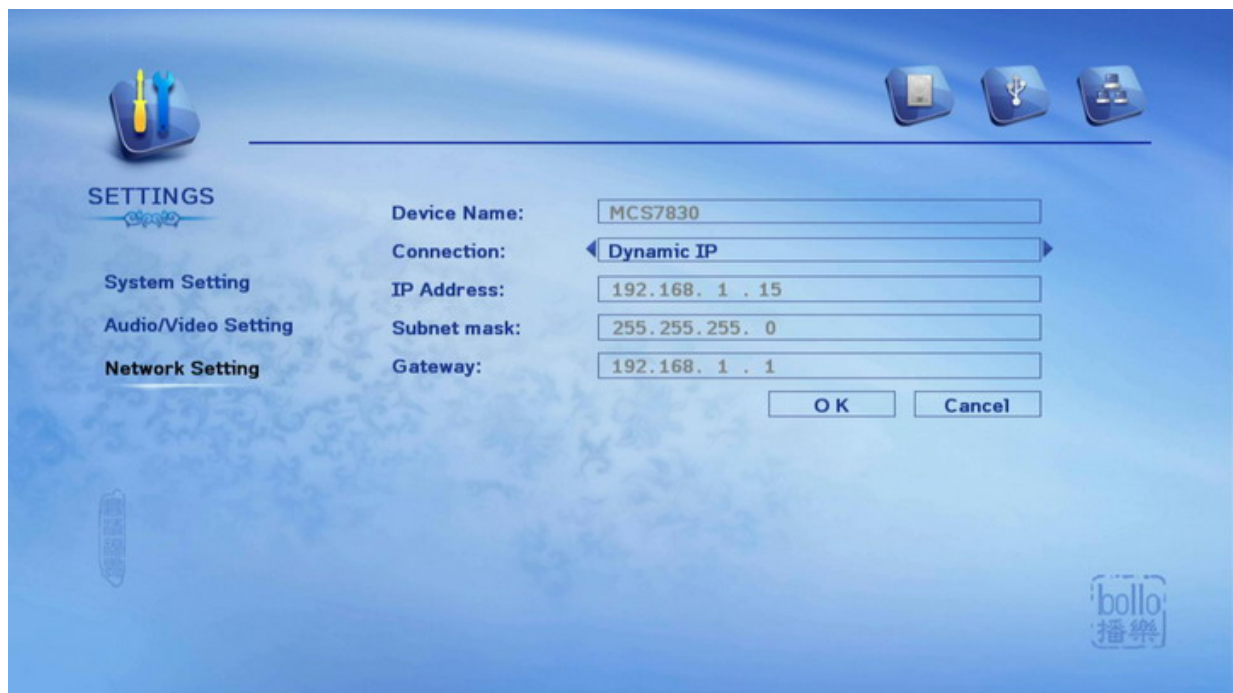 SETTINGS
System Setting
Audio/Video Setting
Network Setting
Device Name: MCS7830
Connection: Dynamic IP
IP Address: 192.168. 1 . 15
Subnet mask: 255.255.255. 0
Gateway: 192.168. 1 . 1
OK Cancel
bollo
播樂